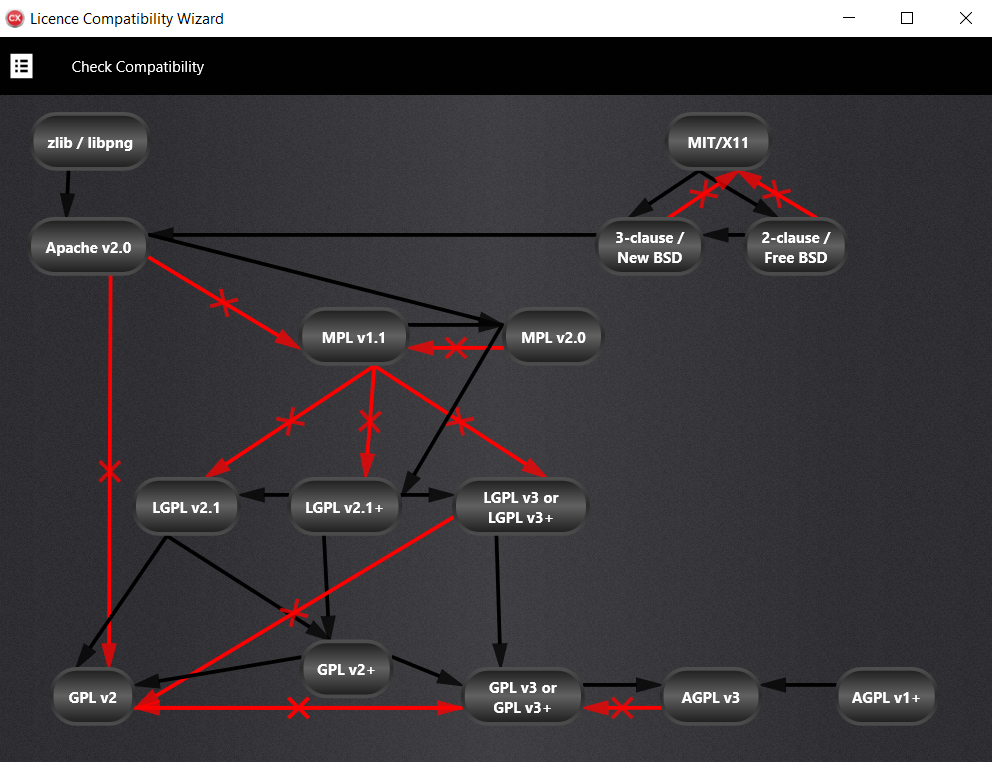 CX
Licence Compatibility Wizard
Check Compatibility
zlib / libpng
MIT/X11
Apache v2.0
3-clause /
New BSD
2-clause /
Free BSD
MPL v1.1
MPL v2.0
LGPL v2.1
LGPL v2.1+
LGPL v3 or
LGPL v3+
GPL v2
GPL v2+
GPL v3 or
GPL v3+
AGPL v3
AGPL v1+